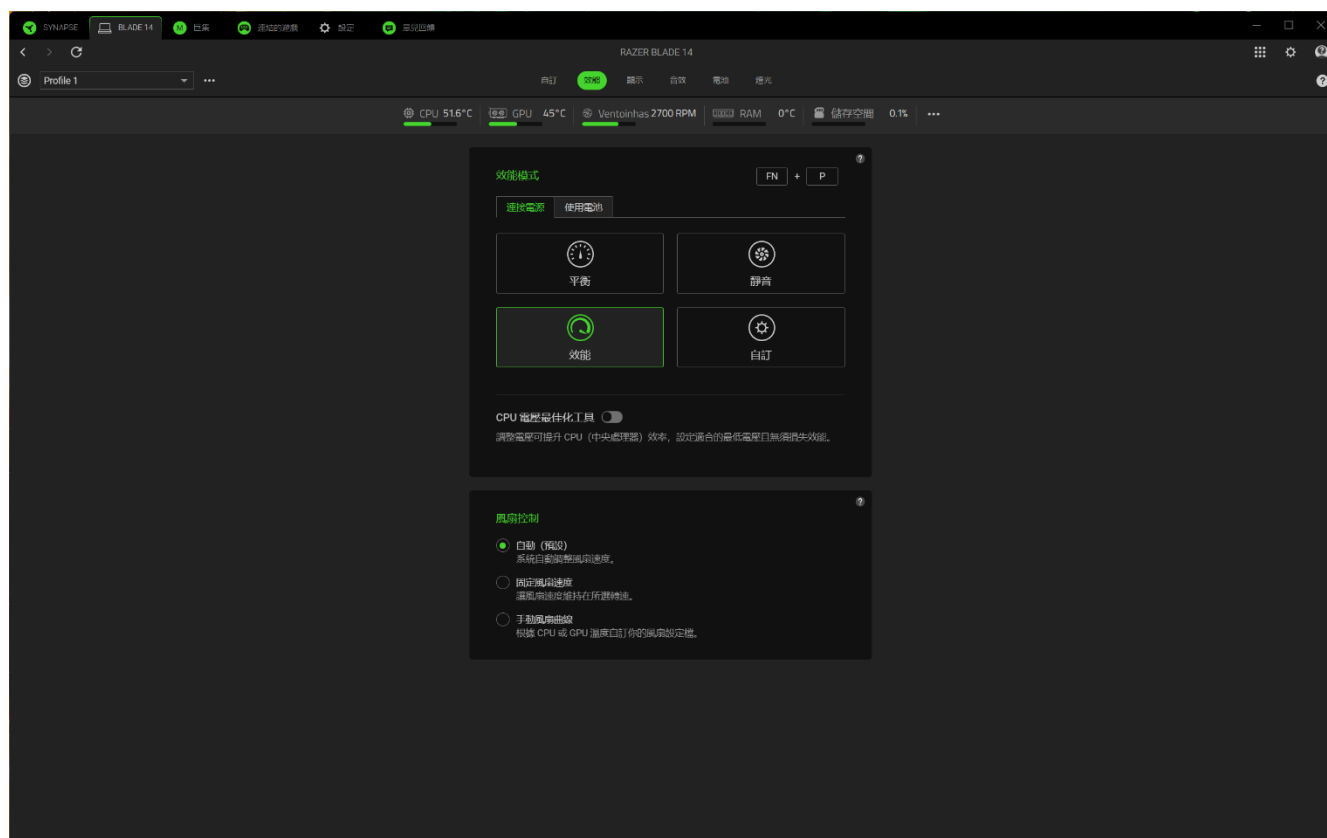 SYNAPSE BLADE 14 巨集 連結的遊戲 設定 意見回饋
RAZER BLADE 14
Profile 1 自訂 效能 顯示 音效 電池 燈光
CPU 51.6°C GPU 45°C Ventoinhas 2700 RPM RAM 0°C 儲存空間 0.1%
效能模式 FN + P
連接電源 使用電池
平衡 靜音
效能 自訂
CPU 電壓最佳化工具
調整電壓可提升 CPU（中央處理器）效率，設定適合的最低電壓且無須損失效能。
風扇控制
自動（預設）
系統自動調整風扇速度。
固定風扇速度
讓風扇速度維持在所選轉速。
手動風扇曲線
根據 CPU 或 GPU 溫度自訂你的風扇設定檔。